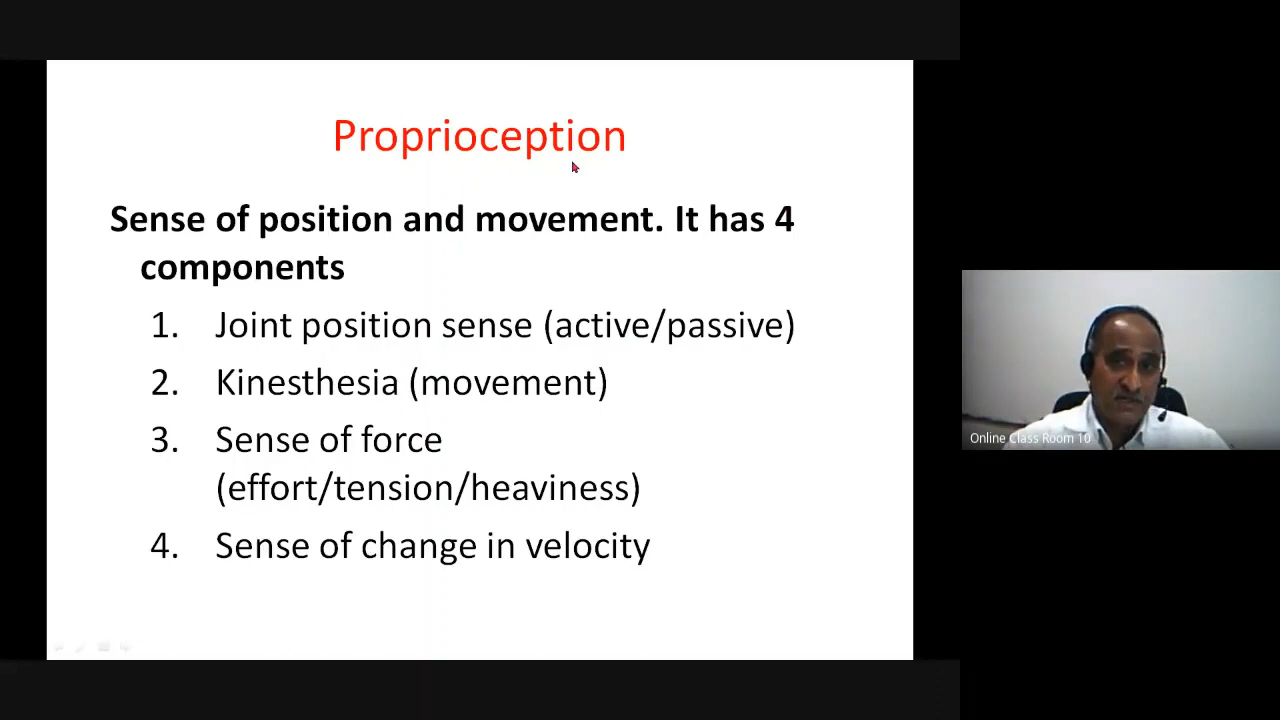 Proprioception
Sense of position and movement. It has 4
components
1. Joint position sense (active/passive)
2. Kinesthesia (movement)
3. Sense of force
(effort/tension/heaviness)
4. Sense of change in velocity
Online Class Room 10